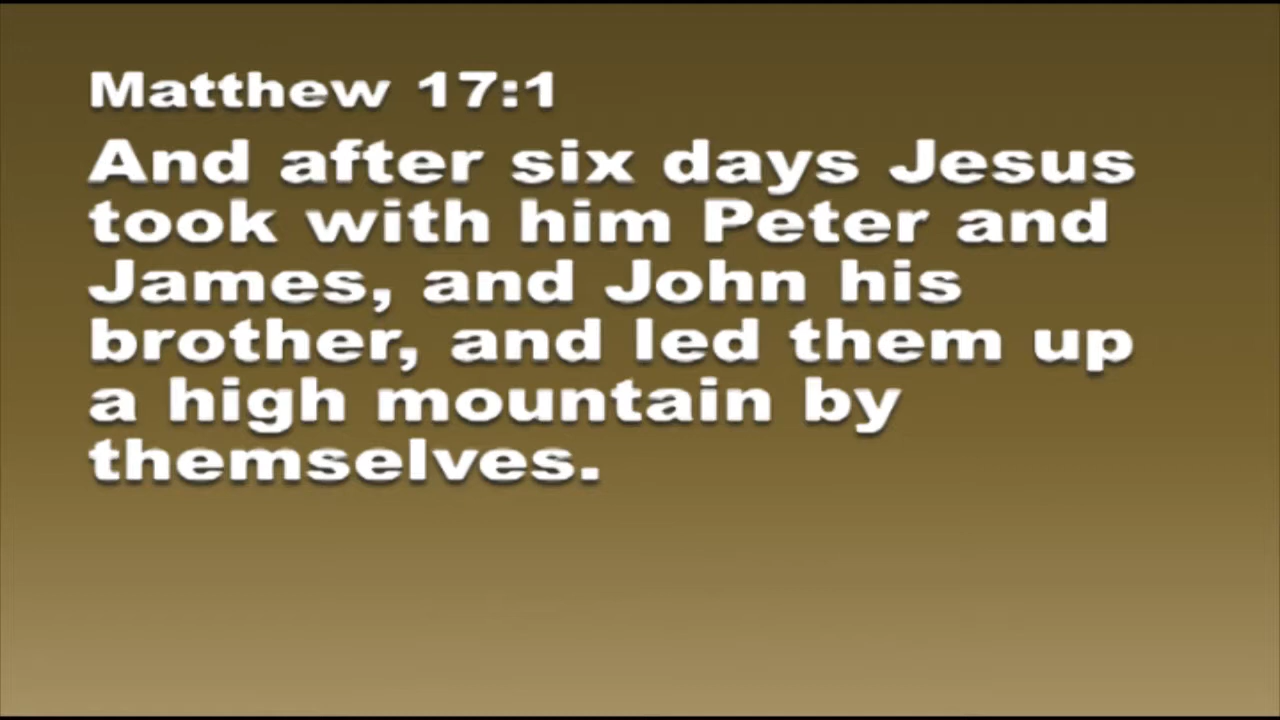 Matthew 17:1
And after six days Jesus
took with him Peter and
James, and John his
brother, and led them up
a high mountain by
themselves.